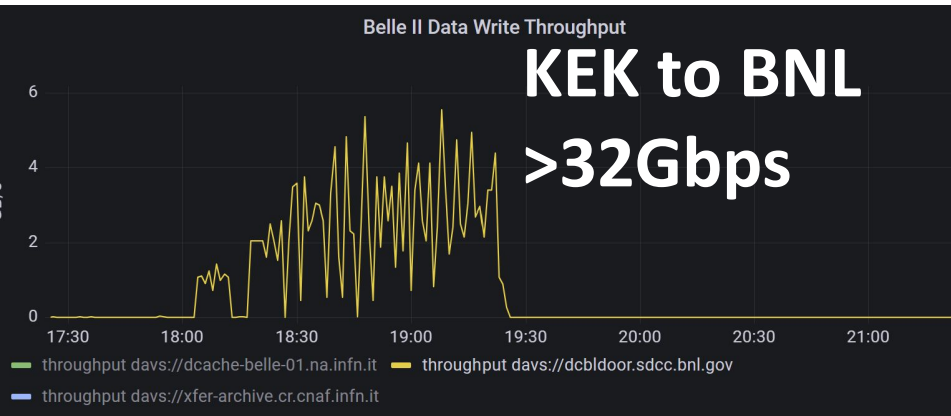 Belle II Data Write Throughput
KEK to BNL
>32Gbps
6
4
2
0
17:30 18:00 18:30 19:00 19:30 20:00 20:30 21:00
throughput davs://dcache-belle-01.na.infn.it throughput davs://dcbldoor.sdcc.bnl.gov
throughput davs://xfer-archive.cr.cnaf.infn.it